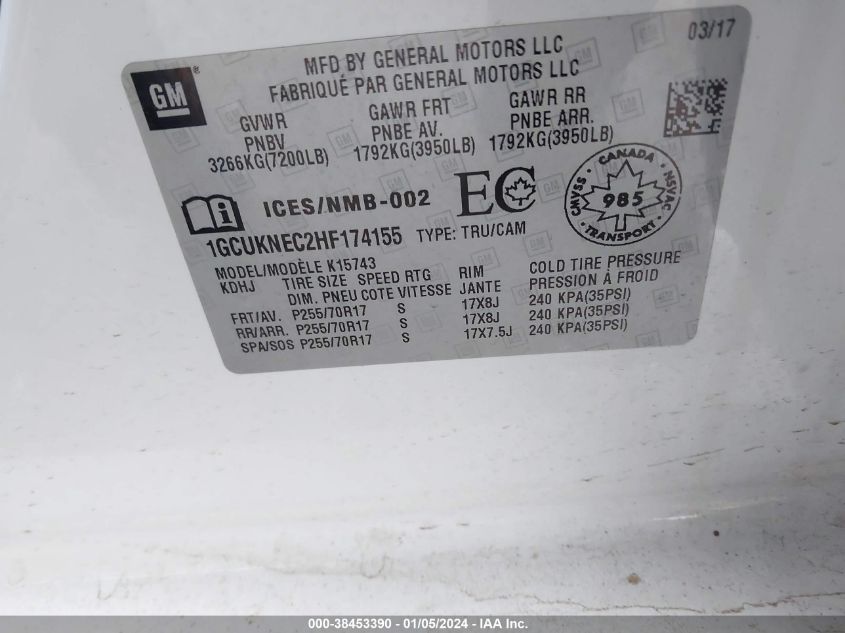 03/17
MFD BY GENERAL MOTORS LLC
FABRIQUÉ PAR GENERAL MOTORS LLC
GM®
GVWR GAWR FRT GAWR RR
PNBV PNBE AV. PNBE ARR.
3266KG(7200LB) 1792KG(3950LB) 1792KG(3950LB)
ICES/NMB-002 EC
CANADA
CMVSS 985 NSVAC
TRANSPORT
1GCUKNEC2HF174155 TYPE: TRU/CAM
MODEL/MODÈLE K15743
KDHJ TIRE SIZE SPEED RTG RIM COLD TIRE PRESSURE
DIM. PNEU COTE VITESSE JANTE PRESSION À FROID
FRT/AV. P255/70R17 S 17X8J 240 KPA(35PSI)
RR/ARR. P255/70R17 S 17X8J 240 KPA(35PSI)
SPA/SOS P255/70R17 S 17X7.5J 240 KPA(35PSI)
000-38453390 - 01/05/2024 - IAA Inc.